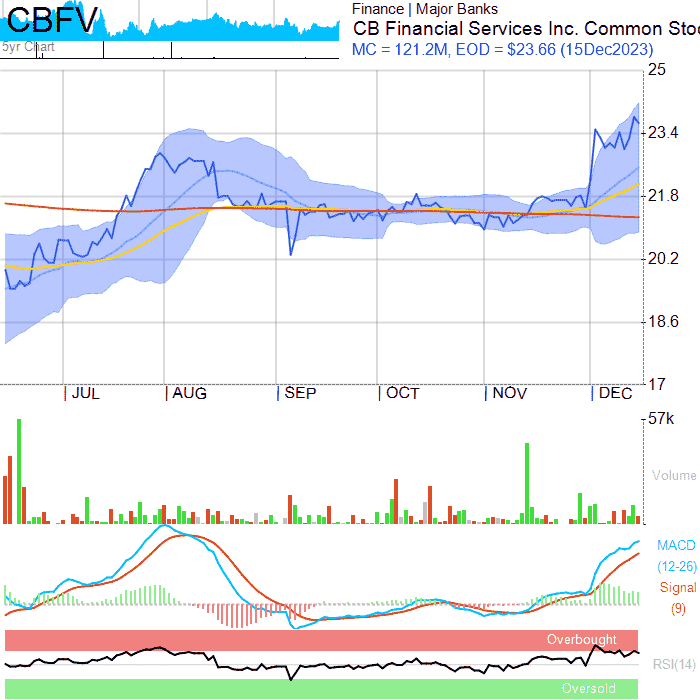 CBFV
5yr Chart
Finance | Major Banks
CB Financial Services Inc. Common Stoc
MC = 121.2M, EOD = $23.66 (15Dec2023)
25
23.4
21.8
20.2
18.6
17
JUL AUG SEP OCT NOV DEC
57k
Volume
MACD
(12-26)
Signal
(9)
Overbought
RSI(14)
Oversold